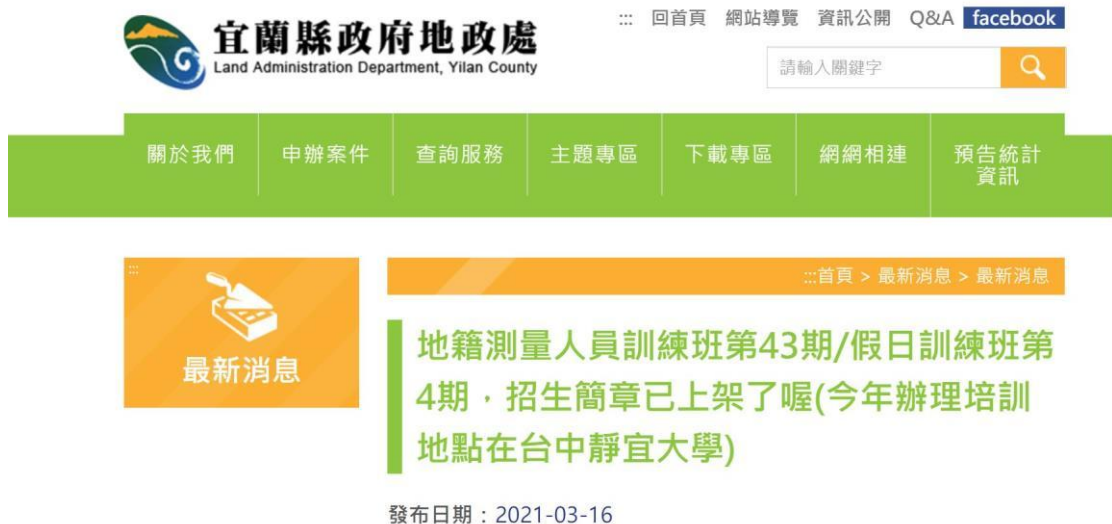 宜蘭縣政府地政處
Land Administration Department, Yilan County
::: 回首頁 網站導覽 資訊公開 Q&A facebook
請輸入關鍵字
關於我們 申辦案件 查詢服務 主題專區 下載專區 網網相連 預告統計
資訊
:::
最新消息
:::首頁 > 最新消息 > 最新消息
地籍測量人員訓練班第43期/假日訓練班第
4期，招生簡章已上架了喔(今年辦理培訓
地點在台中靜宜大學)
發布日期：2021-03-16